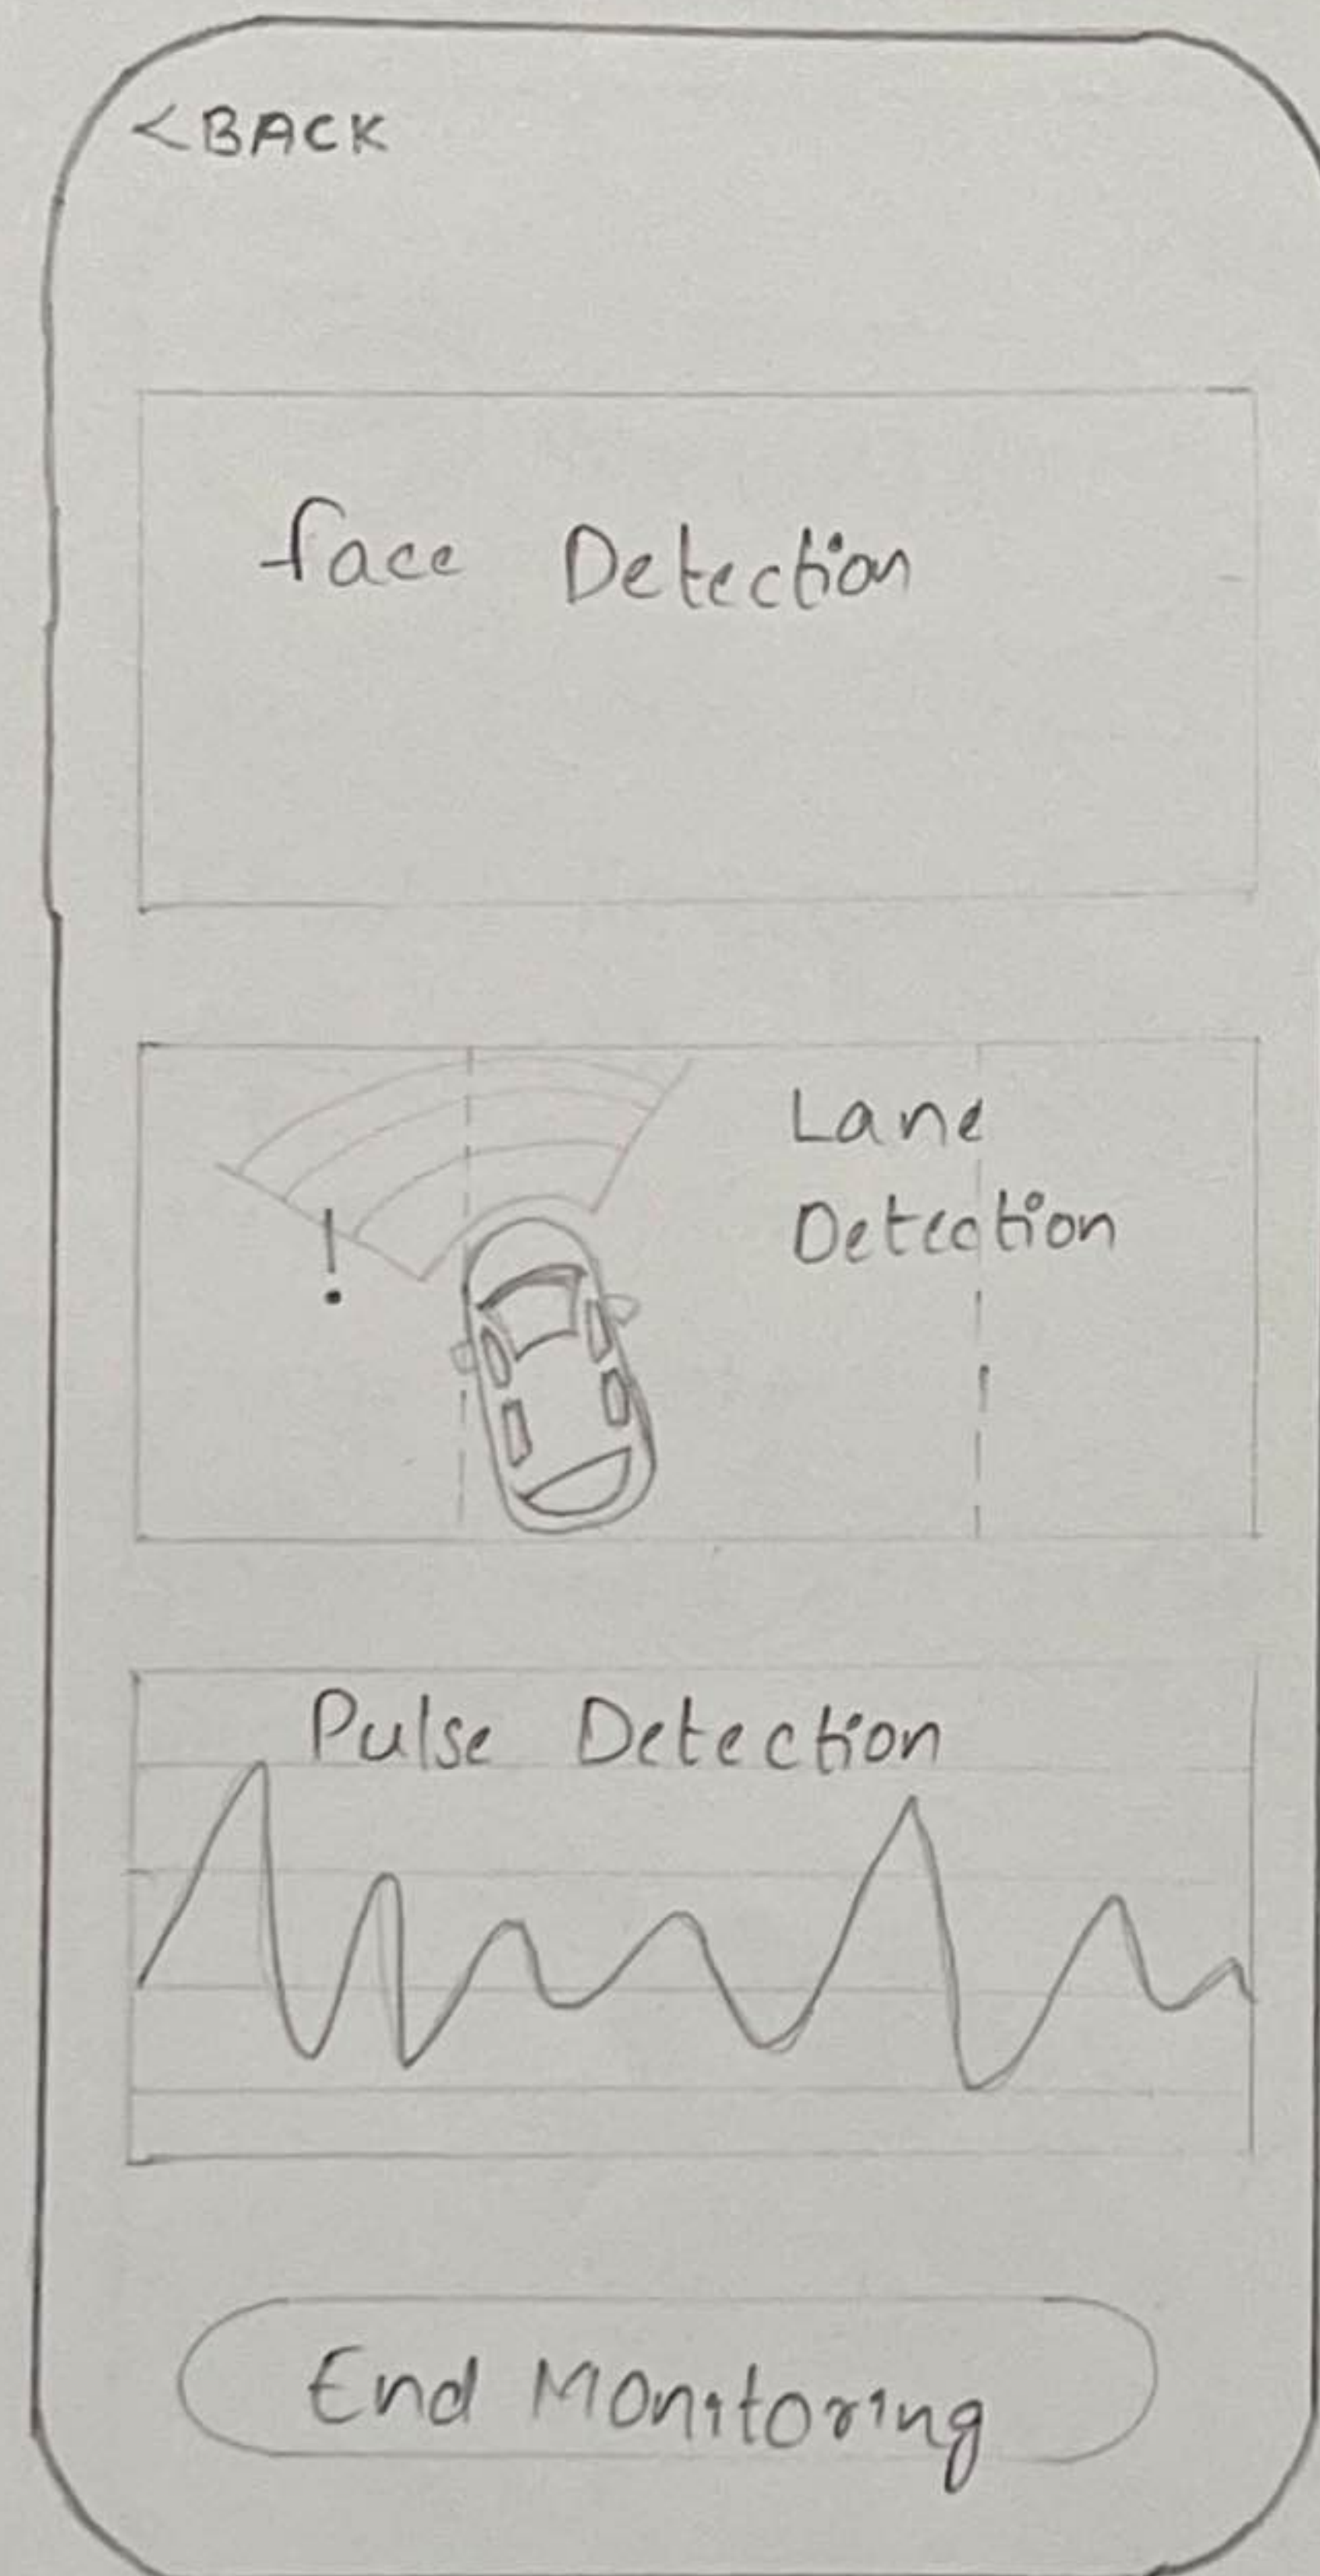 <BACK
face Detection
!
Lane
Detection
Pulse Detection
End Monitoring